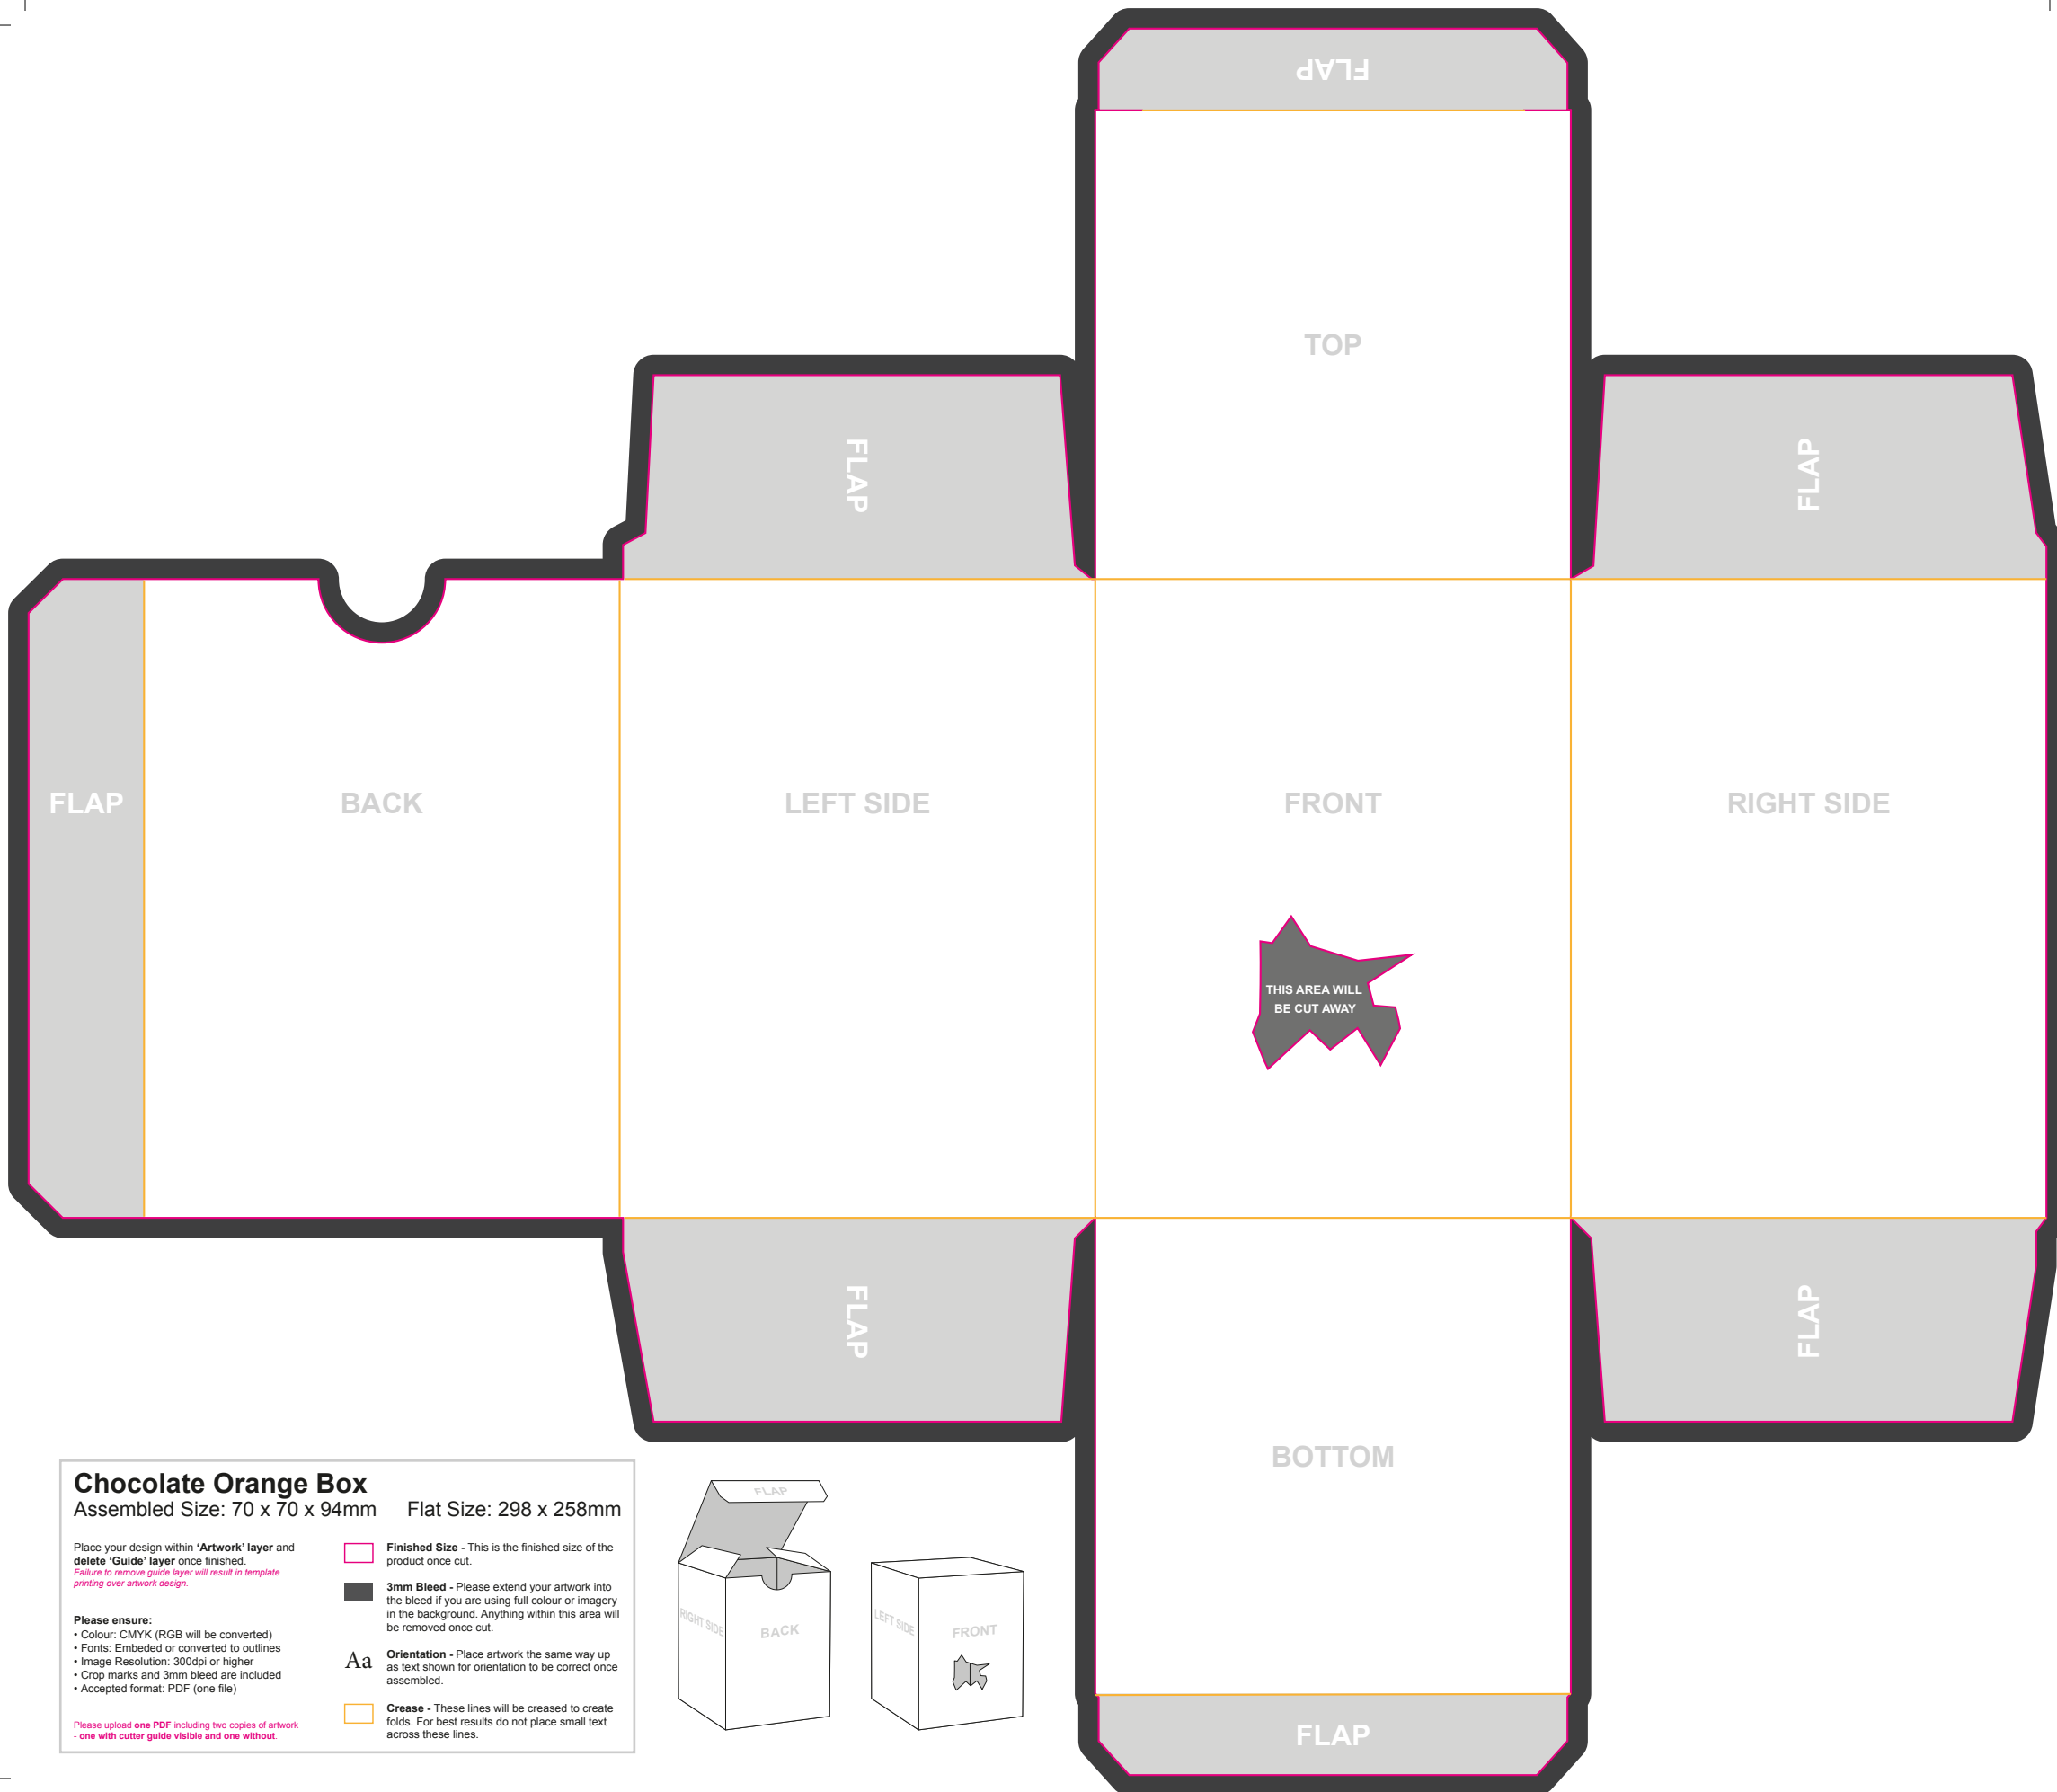 FLAP
TOP
FLAP
FLAP
FLAP
BACK
LEFT SIDE
FRONT
RIGHT SIDE
THIS AREA WILL
BE CUT AWAY
FLAP
FLAP
BOTTOM
FLAP
Chocolate Orange Box
Assembled Size: 70 x 70 x 94mm Flat Size: 298 x 258mm
Place your design within ‘Artwork’ layer and
delete ‘Guide’ layer once finished.
Failure to remove guide layer will result in template
printing over artwork design.
Please ensure:
• Colour: CMYK (RGB will be converted)
• Fonts: Embeded or converted to outlines
• Image Resolution: 300dpi or higher
• Crop marks and 3mm bleed are included
• Accepted format: PDF (one file)
Please upload one PDF including two copies of artwork
- one with cutter guide visible and one without.
Finished Size - This is the finished size of the
product once cut.
3mm Bleed - Please extend your artwork into
the bleed if you are using full colour or imagery
in the background. Anything within this area will
be removed once cut.
Aa
Orientation - Place artwork the same way up
as text shown for orientation to be correct once
assembled.
Crease - These lines will be creased to create
folds. For best results do not place small text
across these lines.
FLAP
RIGHT SIDE
BACK
LEFT SIDE
FRONT